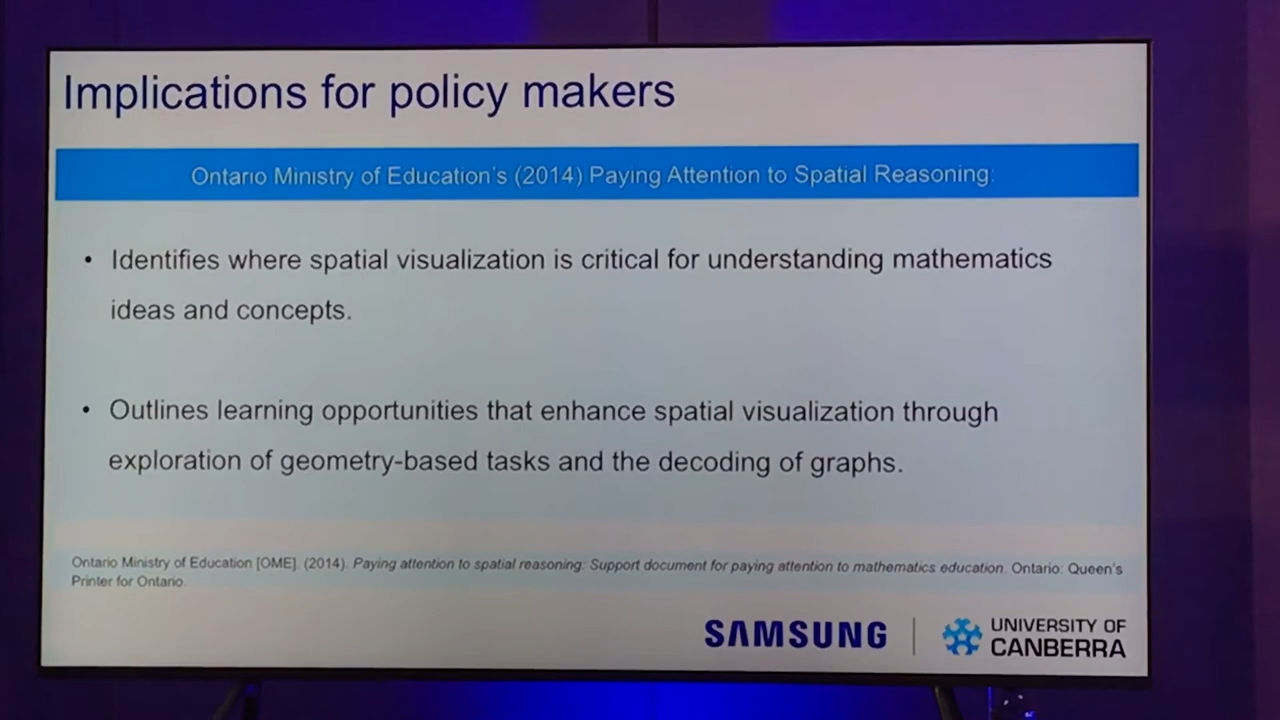 Implications for policy makers
Ontario Ministry of Education's (2014) Paying Attention to Spatial Reasoning:
• Identifies where spatial visualization is critical for understanding mathematics
ideas and concepts.
• Outlines learning opportunities that enhance spatial visualization through
exploration of geometry-based tasks and the decoding of graphs.
Ontario Ministry of Education [OME]. (2014). Paying attention to spatial reasoning: Support document for paying attention to mathematics education. Ontario: Queen's
Printer for Ontario.
SAMSUNG
UNIVERSITY OF
CANBERRA